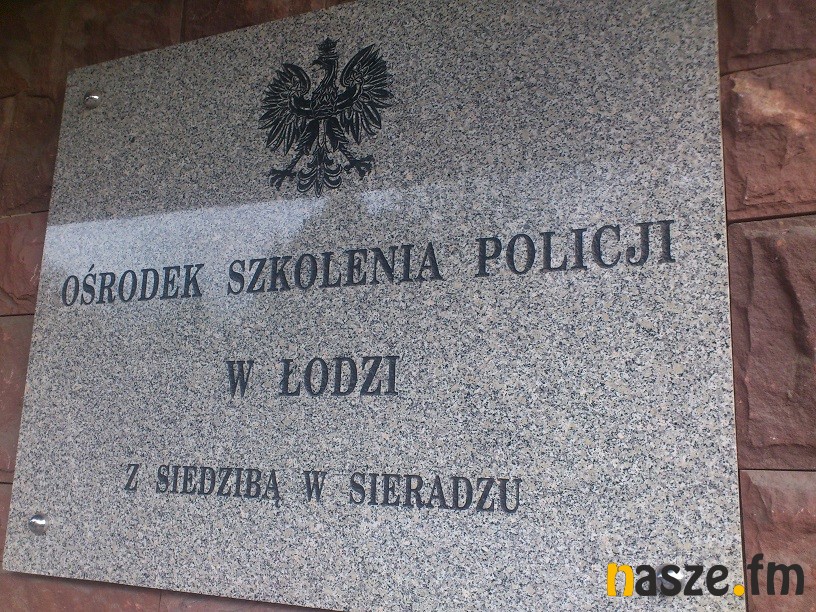 OŚRODEK SZKOLENIA POLICJI
W ŁODZI
Z SIEDZIBĄ W SIERADZU
nasze.fm